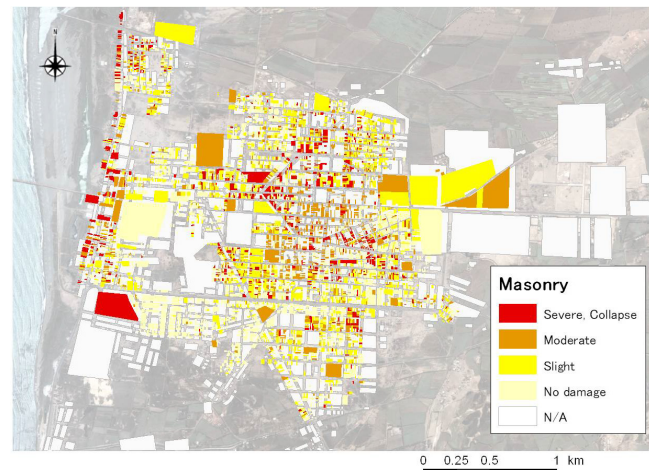 N
Masonry
Severe, Collapse
Moderate
Slight
No damage
N/A
0 0.25 0.5 1 km